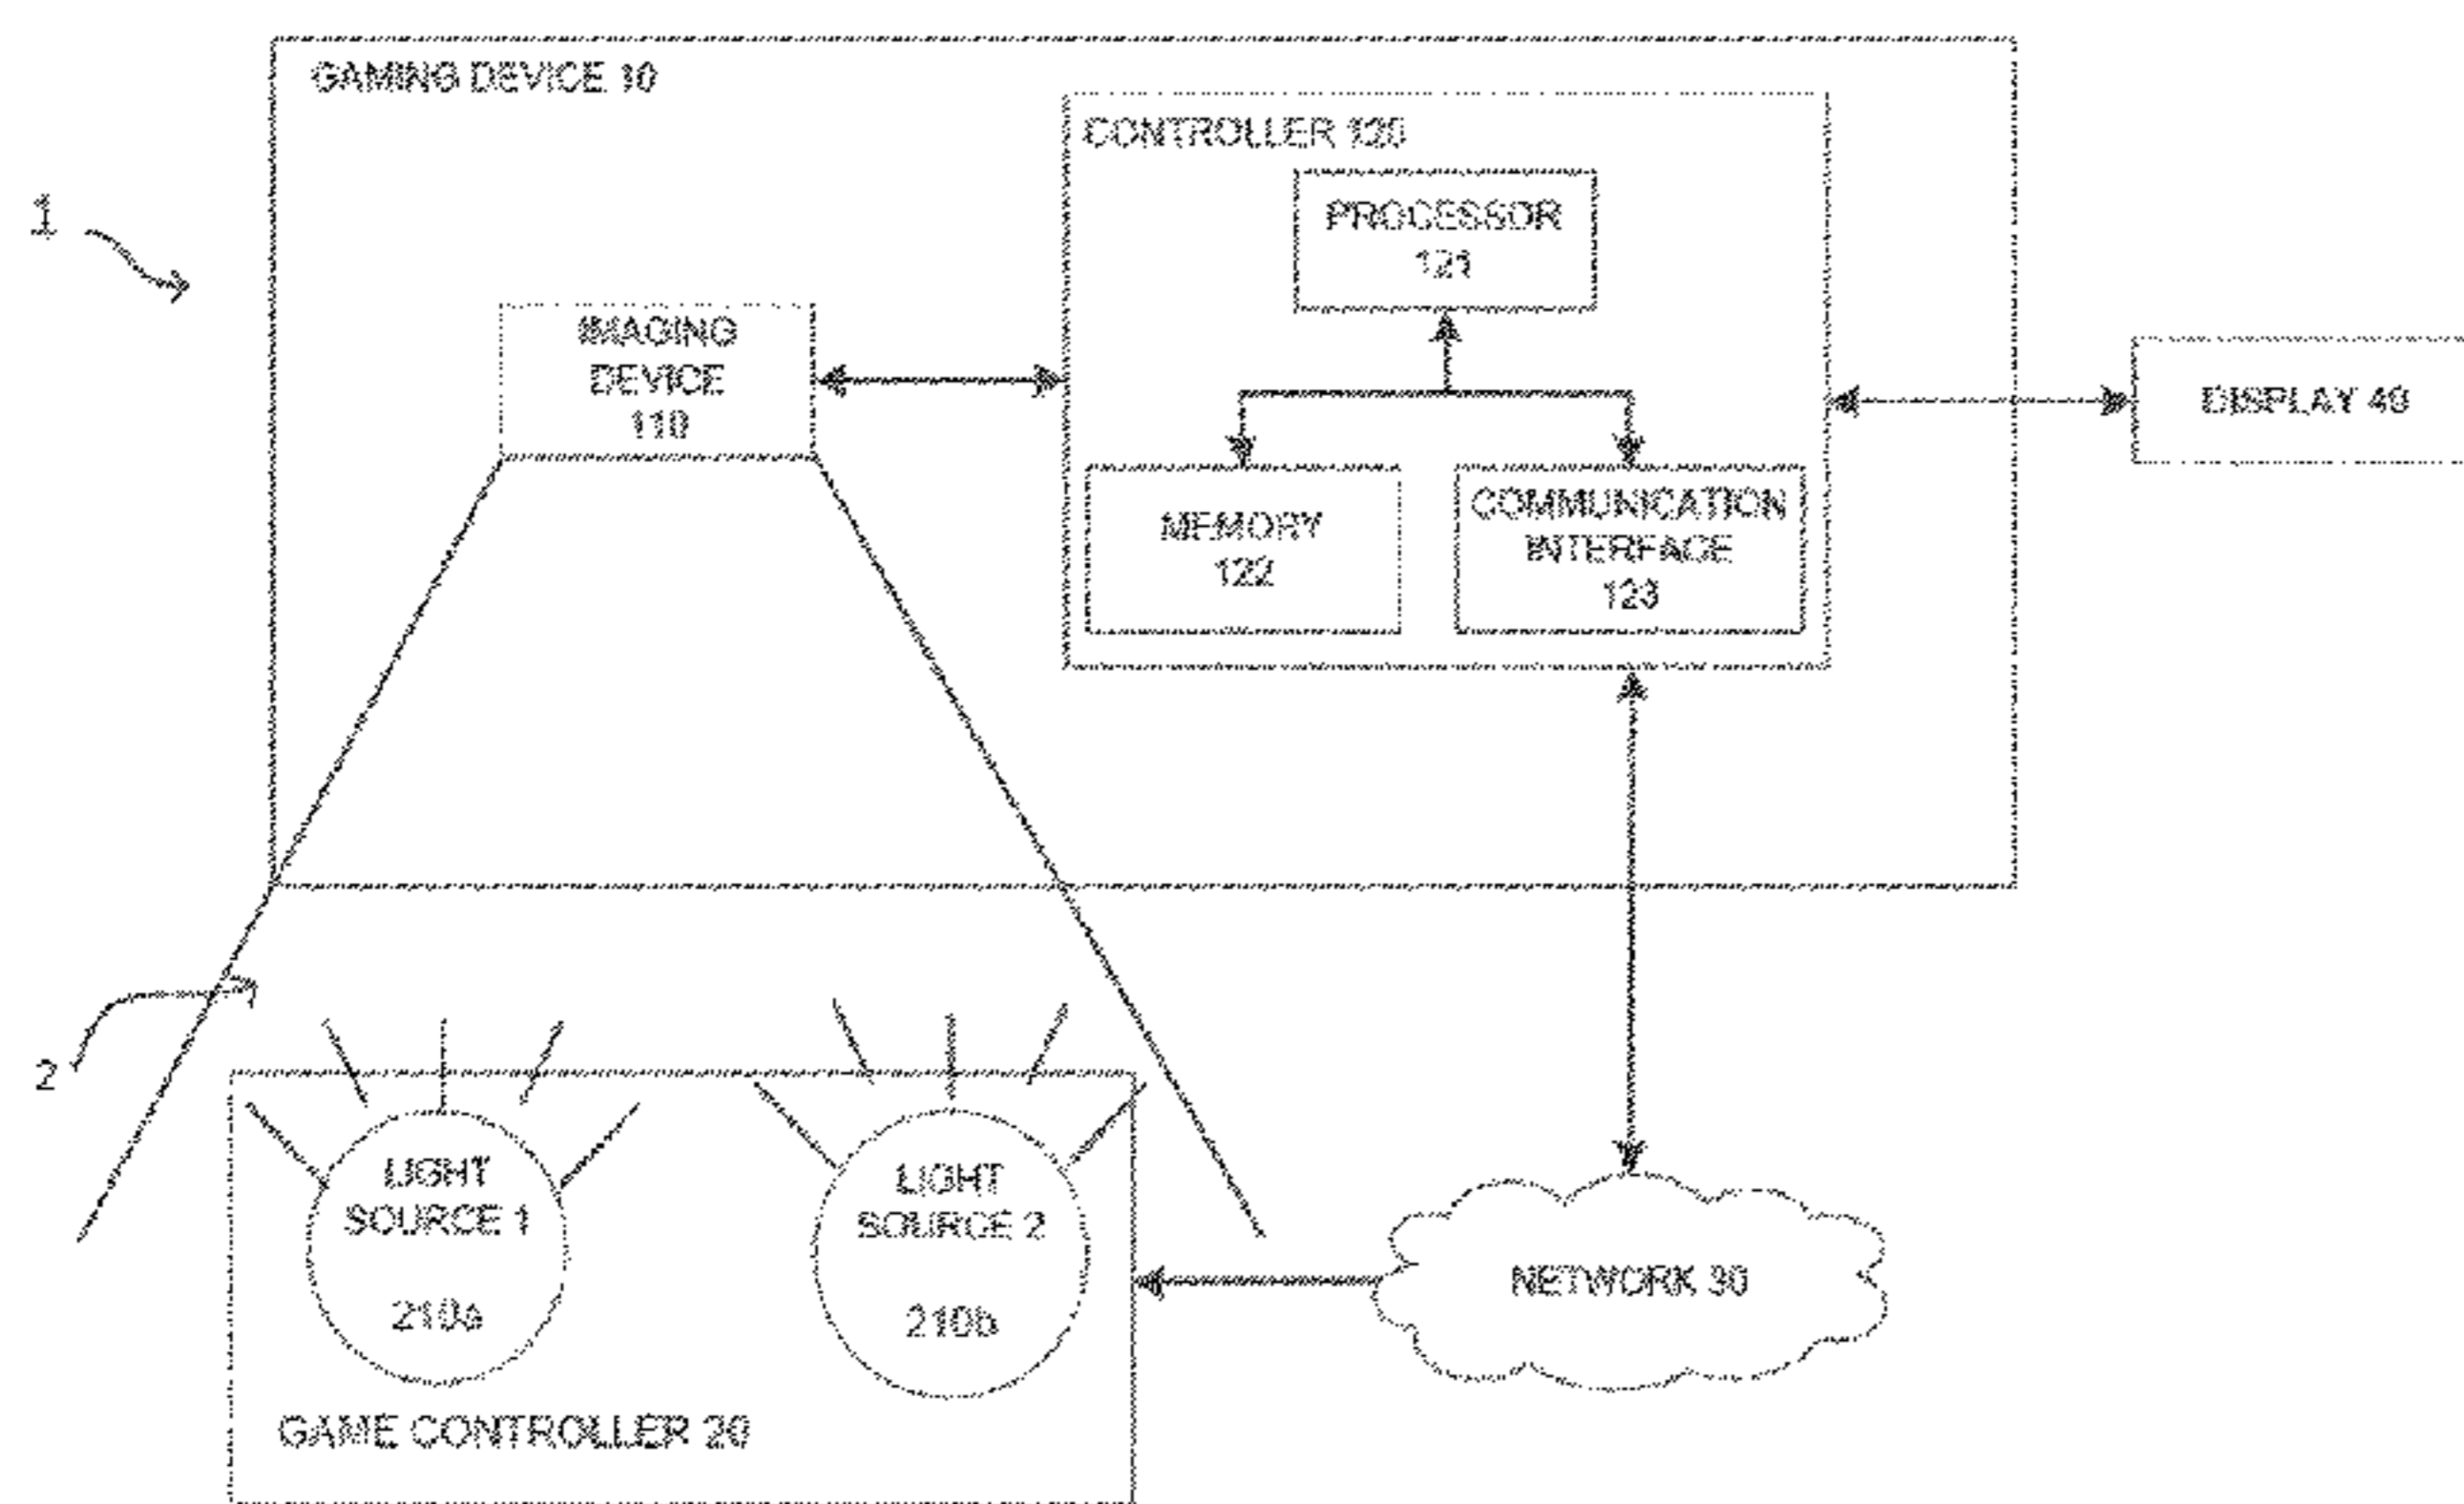 GAMING DEVICE 10
CONTROLLER 120
PROCESSOR
121
1
IMAGING
DEVICE
110
DISPLAY 40
MEMORY
122
COMMUNICATION
INTERFACE
123
2
LIGHT
SOURCE 1
210a
LIGHT
SOURCE 2
210b
NETWORK 30
GAME CONTROLLER 20